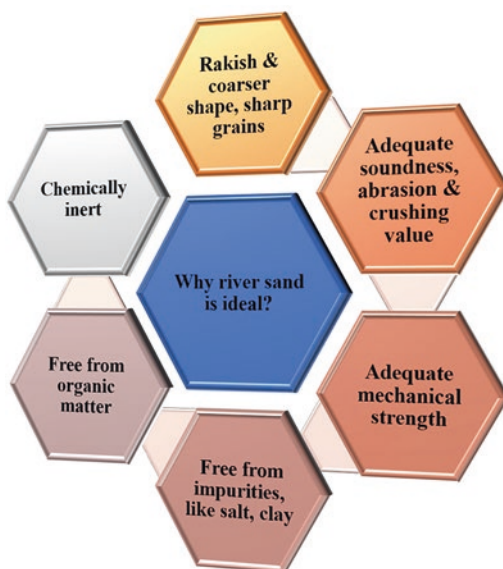 Rakish &
coarser
shape, sharp
grains
Adequate
soundness,
abrasion &
crushing
value
Chemically
inert
Why river sand
is ideal?
Free from
organic
matter
Adequate
mechanical
strength
Free from
impurities,
like salt, clay